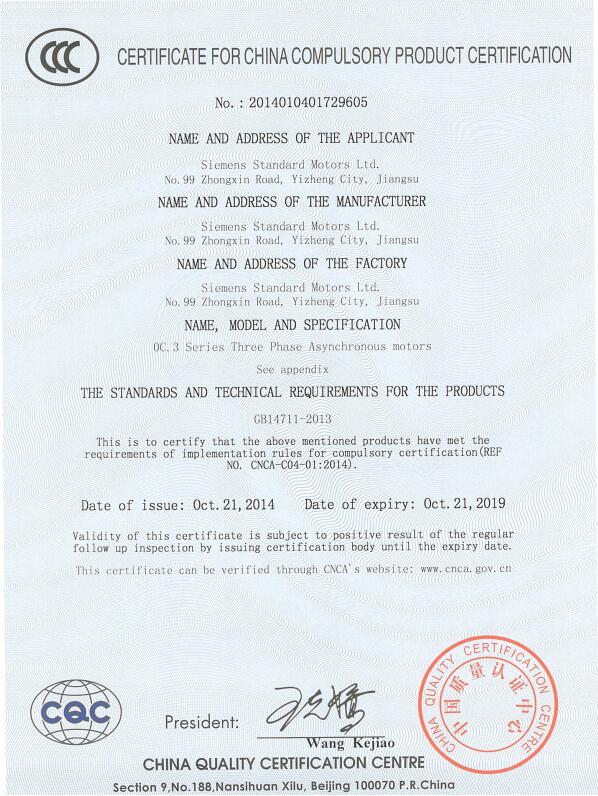 CCC
CERTIFICATE FOR CHINA COMPULSORY PRODUCT CERTIFICATION
No.: 2014010401729605
NAME AND ADDRESS OF THE APPLICANT
Siemens Standard Motors Ltd.
No.99 Zhongxin Road, Yizheng City, Jiangsu
NAME AND ADDRESS OF THE MANUFACTURER
Siemens Standard Motors Ltd.
No.99 Zhongxin Road, Yizheng City, Jiangsu
NAME AND ADDRESS OF THE FACTORY
Siemens Standard Motors Ltd.
No.99 Zhongxin Road, Yizheng City, Jiangsu
NAME, MODEL AND SPECIFICATION
OC.3 Series Three Phase Asynchronous motors
See appendix
THE STANDARDS AND TECHNICAL REQUIREMENTS FOR THE PRODUCTS
GB14711-2013
This is to certify that the above mentioned products have met the
requirements of implementation rules for compulsory certification(REF
NO. CNCA-C04-01:2014).
Date of issue: Oct.21,2014 Date of expiry: Oct.21,2019
Validity of this certificate is subject to positive result of the regular
follow up inspection by issuing certification body until the expiry date.
This certificate can be verified through CNCA's website: www.cnca.gov.cn
CQC
President:
王克娇
Wang Kejiao
CHINA QUALITY CERTIFICATION CENTRE
中国质量认证中心
CHINA QUALITY CERTIFICATION CENTRE
Section 9,No.188,Nansihuan Xilu, Beijing 100070 P.R.China